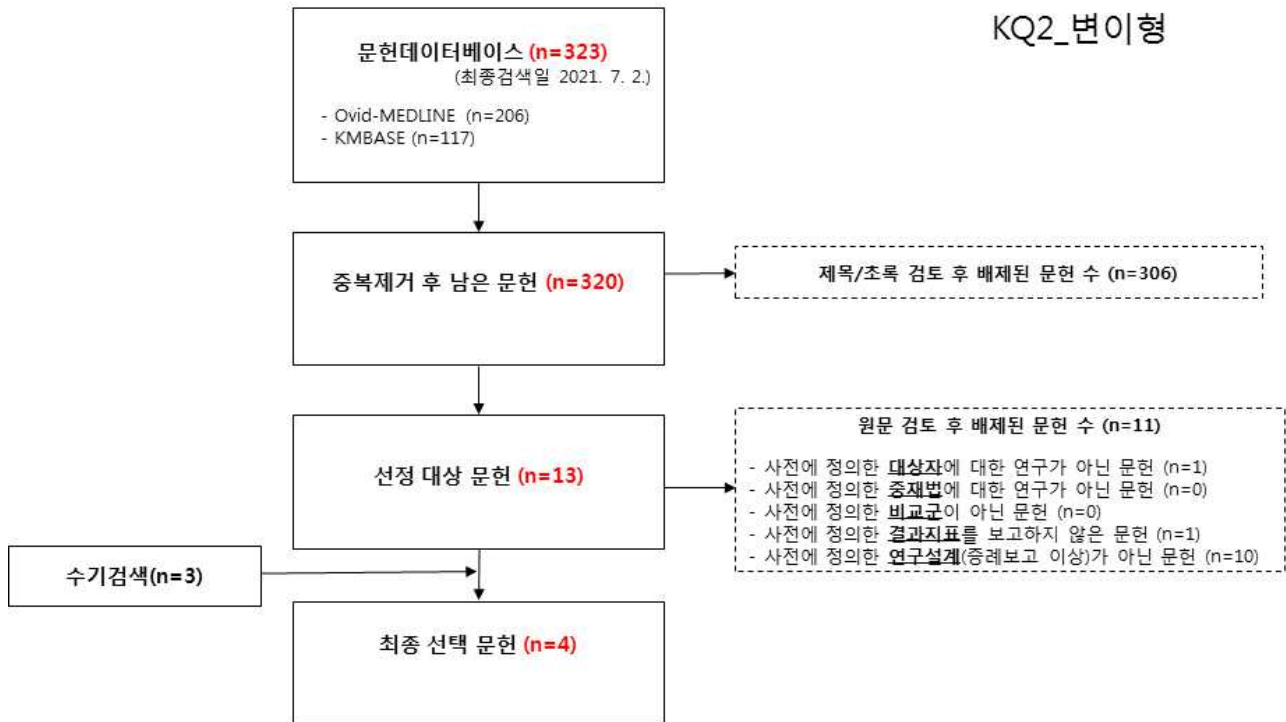 KQ2_변이형
문헌데이터베이스 (n=323)
(최종검색일 2021. 7. 2.)
- Ovid-MEDLINE (n=206)
- KMBASE (n=117)
중복제거 후 남은 문헌 (n=320)
제목/초록 검토 후 배제된 문헌 수 (n=306)
선정 대상 문헌 (n=13)
원문 검토 후 배제된 문헌 수 (n=11)
- 사전에 정의한 대상자에 대한 연구가 아닌 문헌 (n=1)
- 사전에 정의한 중재법에 대한 연구가 아닌 문헌 (n=0)
- 사전에 정의한 비교군이 아닌 문헌 (n=0)
- 사전에 정의한 결과지표를 보고하지 않은 문헌 (n=1)
- 사전에 정의한 연구설계(증례보고 이상)가 아닌 문헌 (n=10)
수기검색(n=3)
최종 선택 문헌 (n=4)